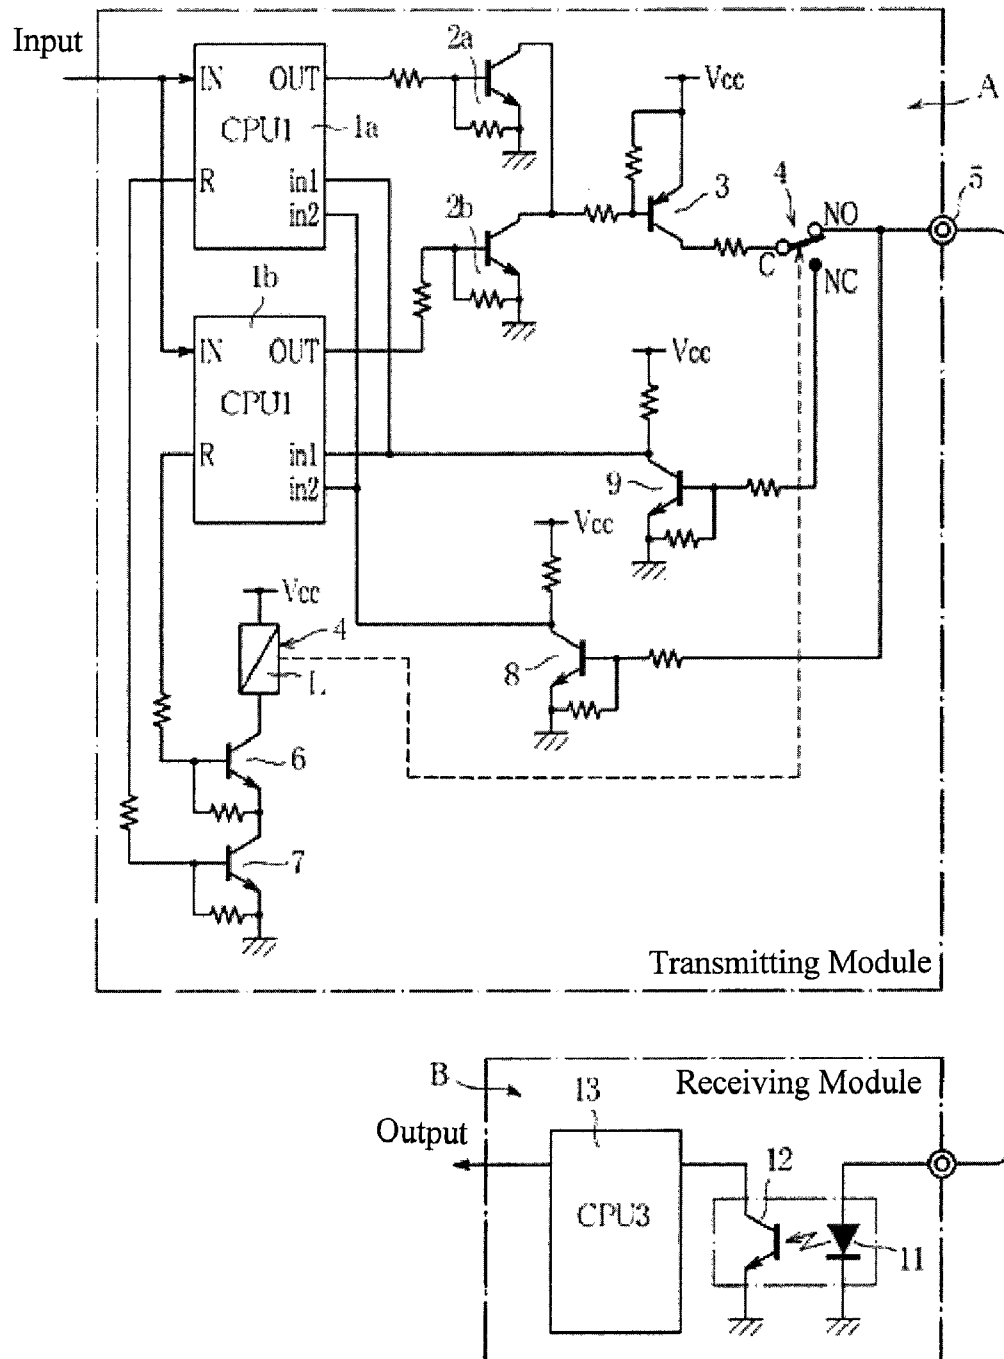 Input
IN
OUT
CPU1
1a
R
in1
in2
2a
2b
Vcc
3
4
NO
C
NC
5
A
1b
IN
OUT
CPU1
R
in1
in2
Vcc
9
Vcc
8
Vcc
4
L
6
7
Transmitting Module
B
Receiving Module
13
Output
CPU3
12
11